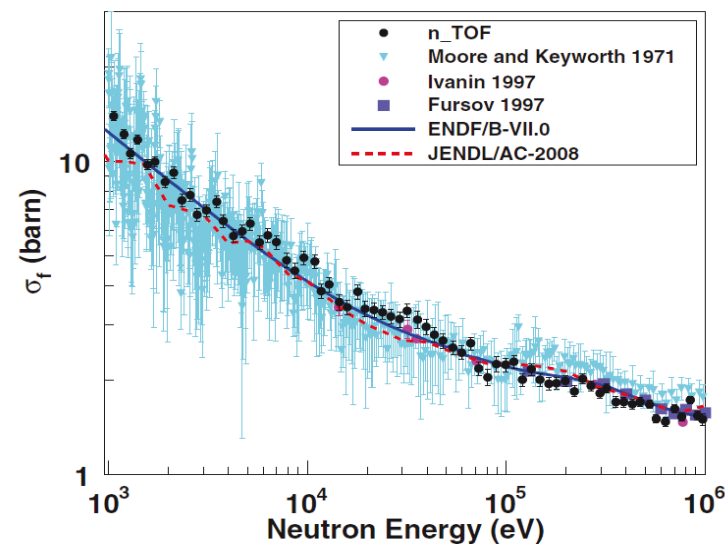 n_TOF
Moore and Keyworth 1971
Ivanin 1997
Fursov 1997
ENDF/B-VII.0
JENDL/AC-2008
σf (barn)
10
1
10³ 10⁴ 10⁵ 10⁶
Neutron Energy (eV)